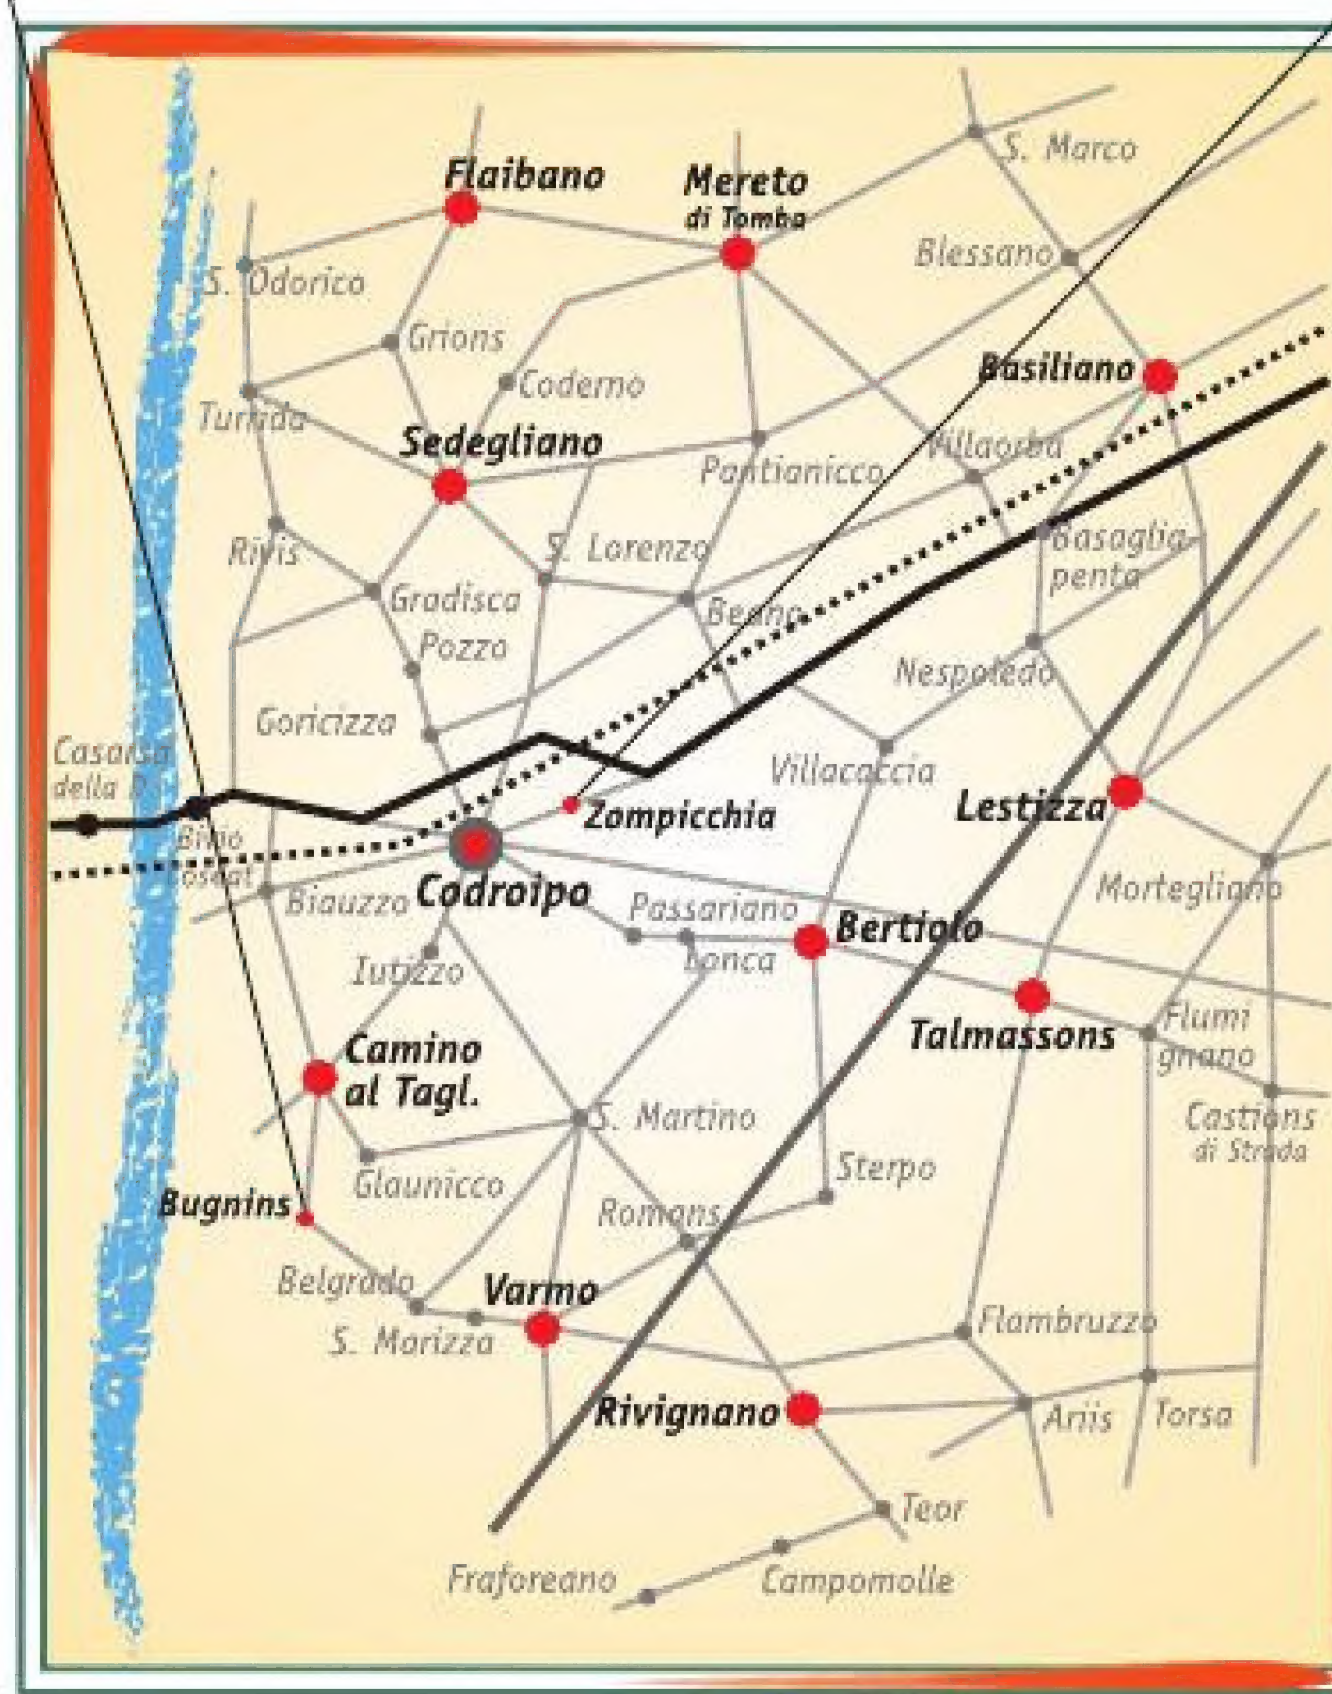 S. Marco
Flaibano
Mereto
di Tomba
Blessano
S. Odorico
Grions
Basiliano
Coderno
Turrida
Sedegliano
Villaorba
Pantianicco
Rivis
S. Lorenzo
Basaglia-
penta
Gradisca
Beano
Pozzo
Nespoledo
Goricizza
Casarsa
della D.
Villacaccia
Lestizza
Zompicchia
Bivio
Biauzzo
Codroipo
Passariano
Bertiolo
Mortegliano
Iutizzo
Lonca
Flumi
gnano
Talmassons
Camino
al Tagl.
S. Martino
Castions
di Strada
Glaunicco
Sterpo
Bugnins
Romans
Belgrado
Varmo
Flambruzzo
S. Marizza
Rivignano
Ariis
Torsa
Teor
Fraforeano
Campomolle